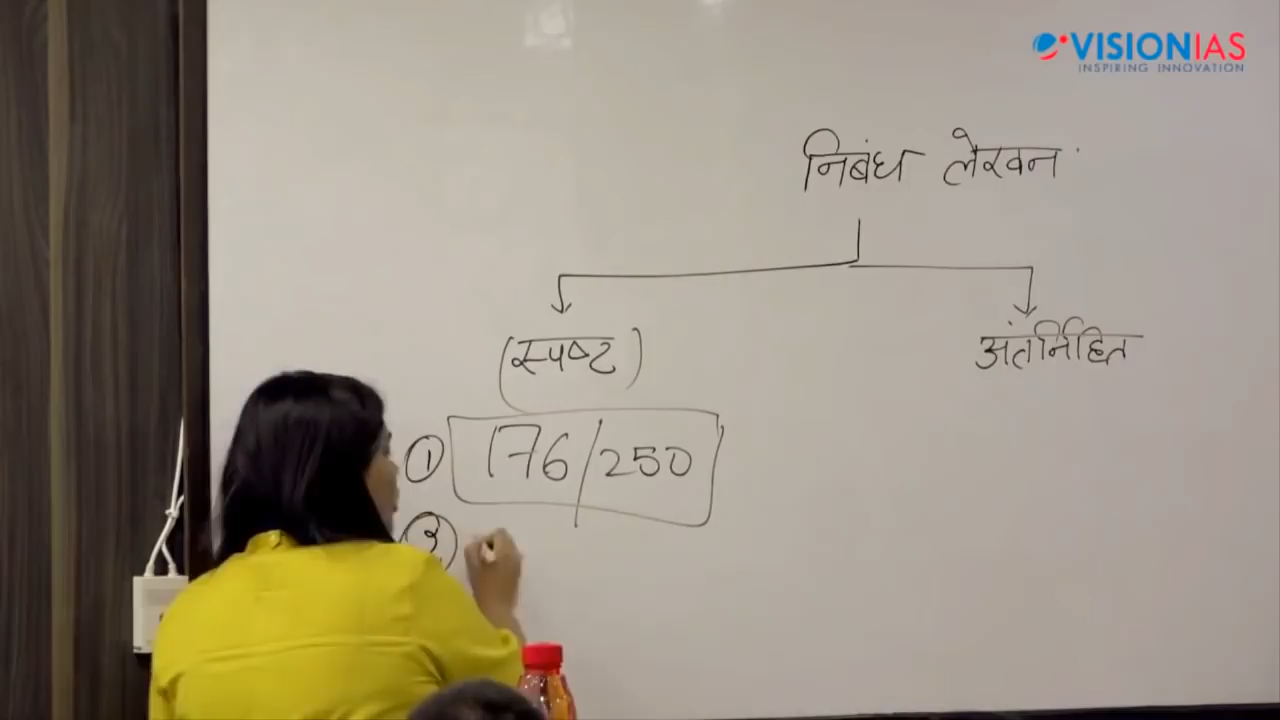 VISIONIAS
INSPIRING INNOVATION
निबंध लेखन
(स्पष्ट)
अंतर्निहित
① 176/250
②